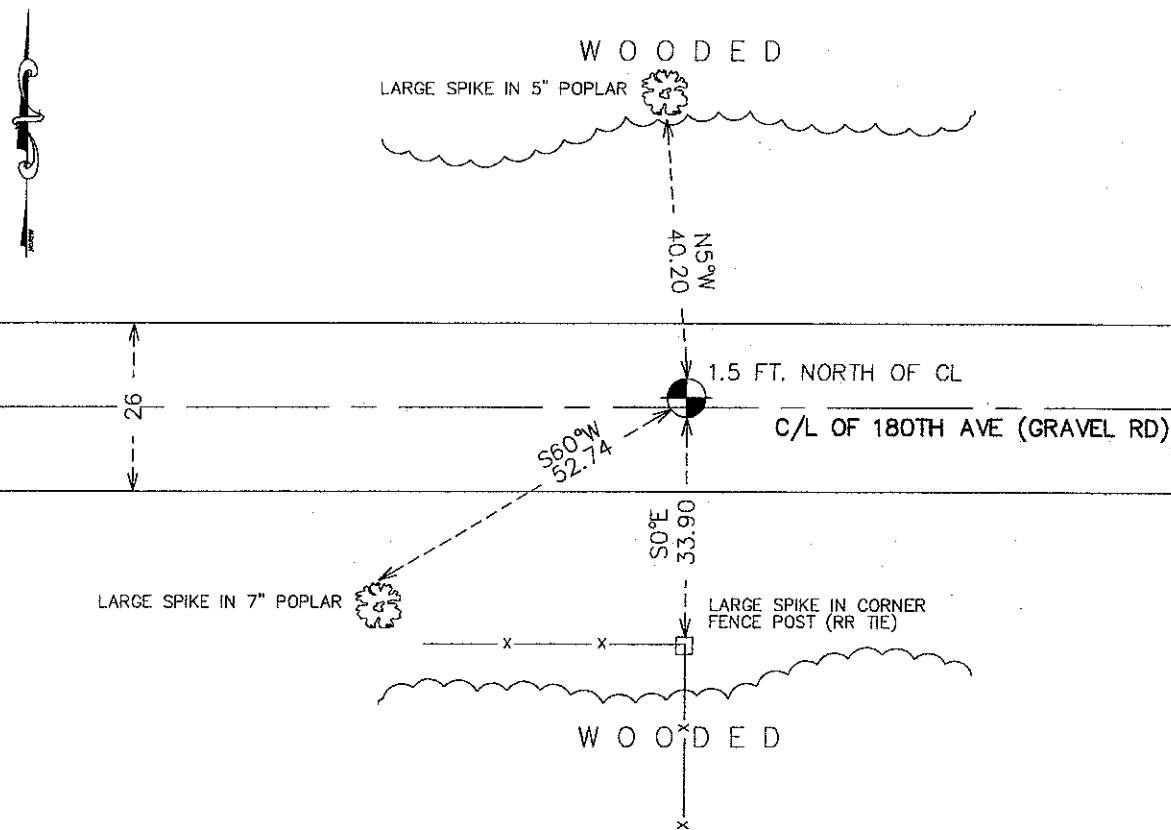 W O O D E D
LARGE SPIKE IN 5" POPLAR
N5°W
40.20
26
1.5 FT. NORTH OF CL
C/L OF 180TH AVE (GRAVEL RD)
S60°W
52.74
S0°E
33.90
LARGE SPIKE IN 7" POPLAR
LARGE SPIKE IN CORNER
FENCE POST (RR TIE)
W O O D E D